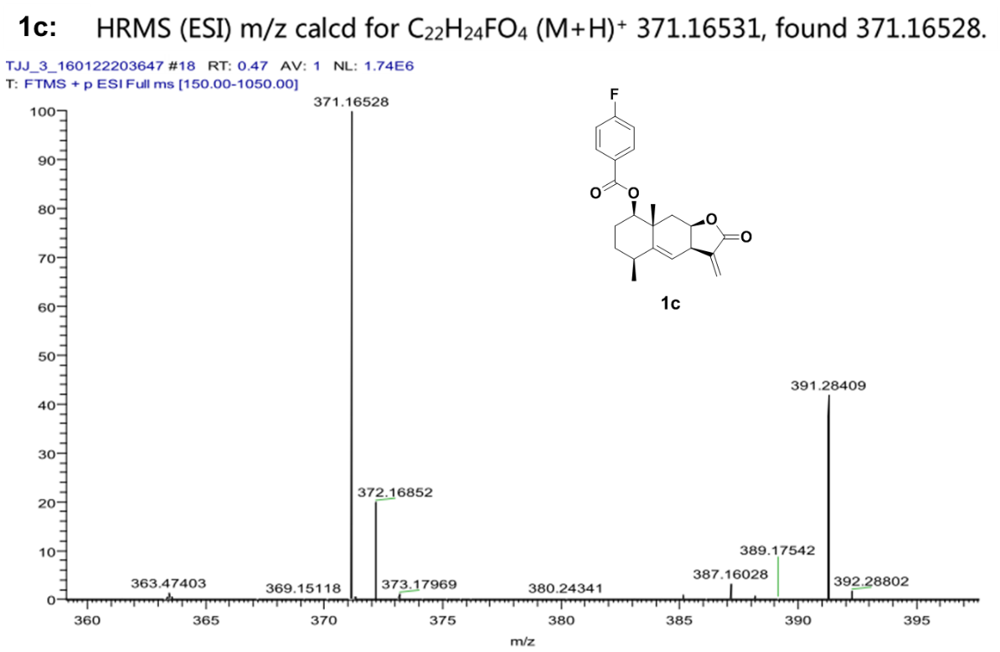 1c: HRMS (ESI) m/z calcd for C₂₂H₂₄FO₄ (M+H)⁺ 371.16531, found 371.16528.
TJJ_3_160122203647 #18 RT: 0.47 AV: 1 NL: 1.74E6
T: FTMS + p ESI Full ms [150.00-1050.00]
371.16528
F
O
O
O
O
1c
100
90
80
70
60
50
40
30
20
10
0
391.28409
372.16852
389.17542
387.16028
363.47403
369.15118
373.17969
380.24341
392.28802
360
365
370
375
380
385
390
395
m/z